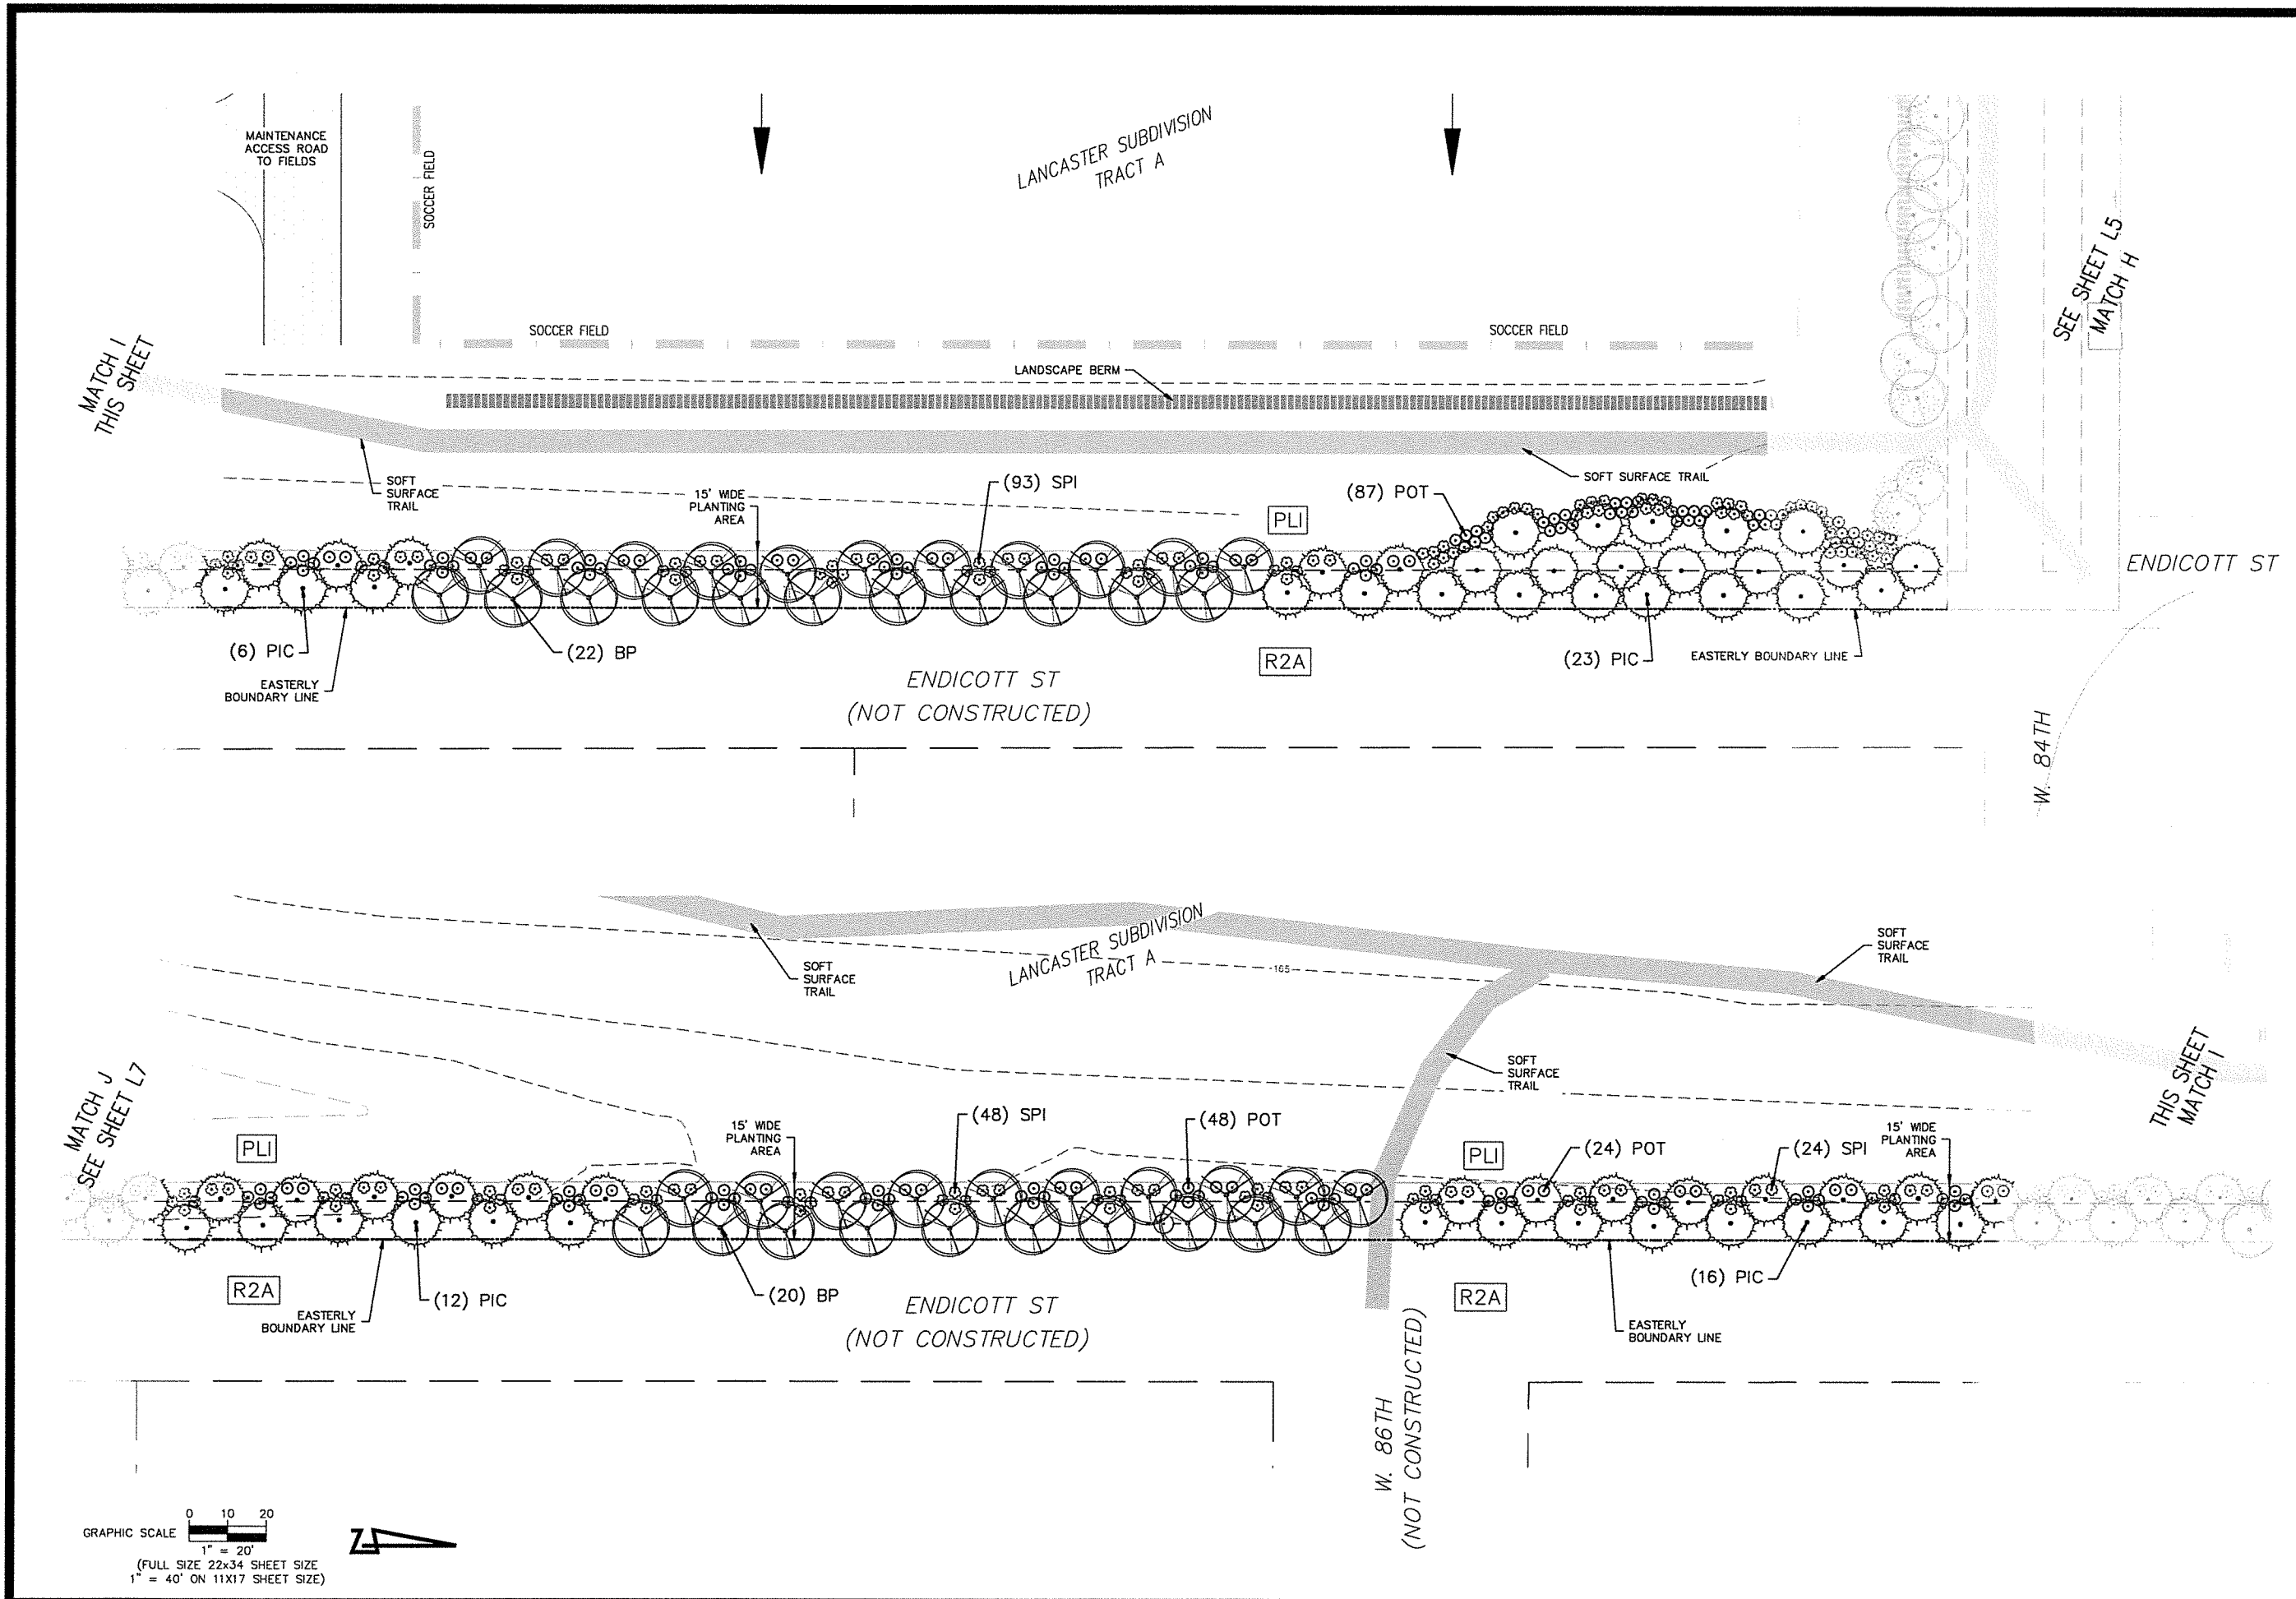 MAINTENANCE
ACCESS ROAD
TO FIELDS
SOCCER FIELD
LANCASTER SUBDIVISION
TRACT A
SEE SHEET L5
MATCH H
SOCCER FIELD
SOCCER FIELD
LANDSCAPE BERM
MATCH I
THIS SHEET
SOFT
SURFACE
TRAIL
15' WIDE
PLANTING
AREA
(93) SPI
(87) POT
SOFT SURFACE TRAIL
PLI
ENDICOTT ST
(6) PIC
(22) BP
R2A
(23) PIC
EASTERLY BOUNDARY LINE
EASTERLY
BOUNDARY LINE
ENDICOTT ST
(NOT CONSTRUCTED)
W. 84TH
LANCASTER SUBDIVISION
TRACT A
165
SOFT
SURFACE
TRAIL
SOFT
SURFACE
TRAIL
SOFT
SURFACE
TRAIL
MATCH J
SEE SHEET L7
THIS SHEET
MATCH I
PLI
15' WIDE
PLANTING
AREA
(48) SPI
(48) POT
PLI
(24) POT
(24) SPI
15' WIDE
PLANTING
AREA
R2A
(12) PIC
(20) BP
EASTERLY
BOUNDARY LINE
ENDICOTT ST
(NOT CONSTRUCTED)
R2A
(16) PIC
EASTERLY
BOUNDARY LINE
W. 86TH
(NOT CONSTRUCTED)
0 10 20
GRAPHIC SCALE
1" = 20'
(FULL SIZE 22x34 SHEET SIZE
1" = 40' ON 11X17 SHEET SIZE)
Z